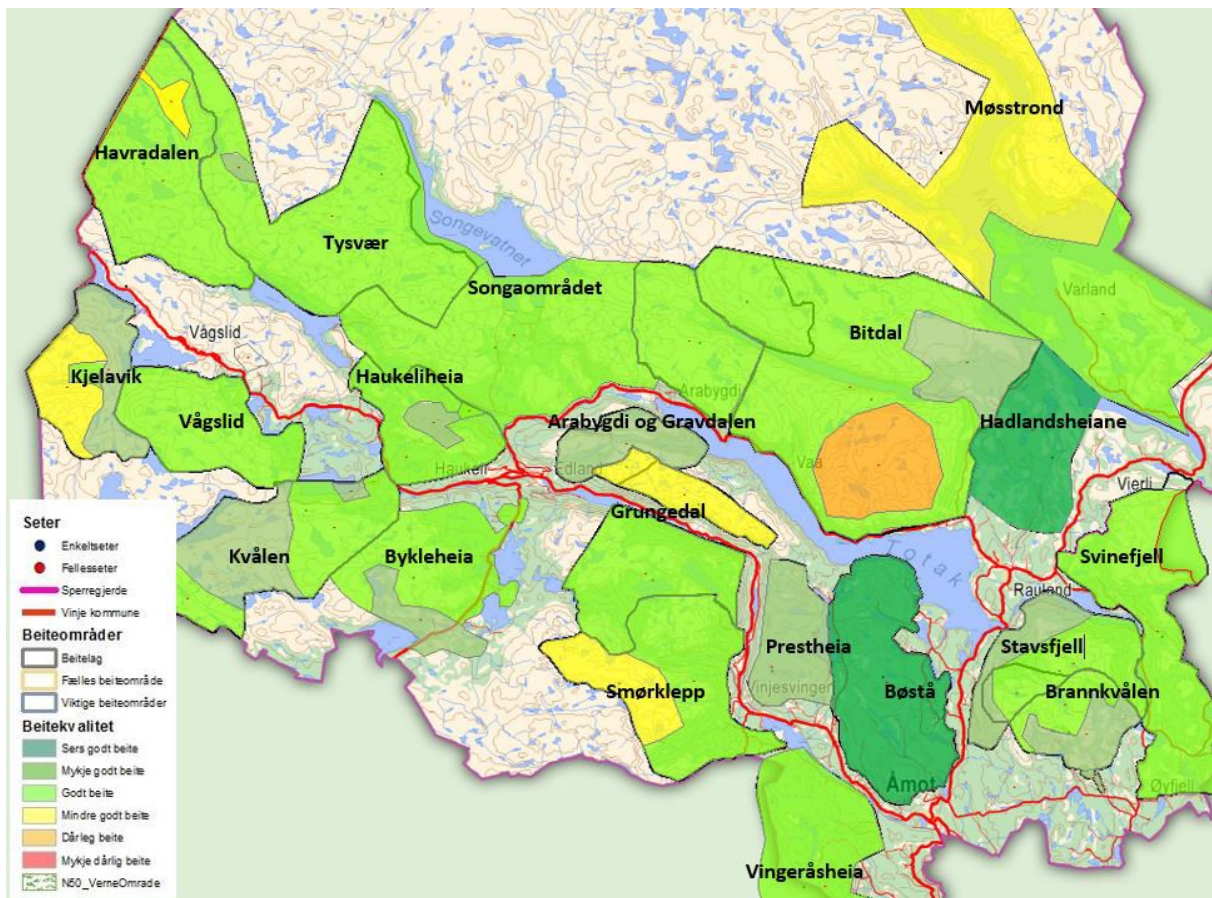 Møsstrond
Havradalen
Songevatnet
Tysvær
Songaområdet
Varland
Vågslid
Bitdal
Kjelavik
Haukeliheia
Arabygdi
Vågslid
Arabygdi og Gravdalen
Hadlandsheiane
Haukeli
Edland
Vaa
Vierli
Grungedal
Totak
Kvålen
Bykleheia
Svinefjell
Rauland
Prestheia
Stavsfjell
Smørklepp
Vinjesvingen
Bøstå
Brannkvålen
Åmot
Øyfjell
Vingeråsheia
Seter
Enkeltseter
Fellesseter
Sperregjerde
Vinje kommune
Beiteområder
Beitelag
Fælles beiteområde
Viktige beiteområder
Beitekvalitet
Sers godt beite
Mykje godt beite
Godt beite
Mindre godt beite
Dårleg beite
Mykje dårlig beite
N50_VerneOmrade